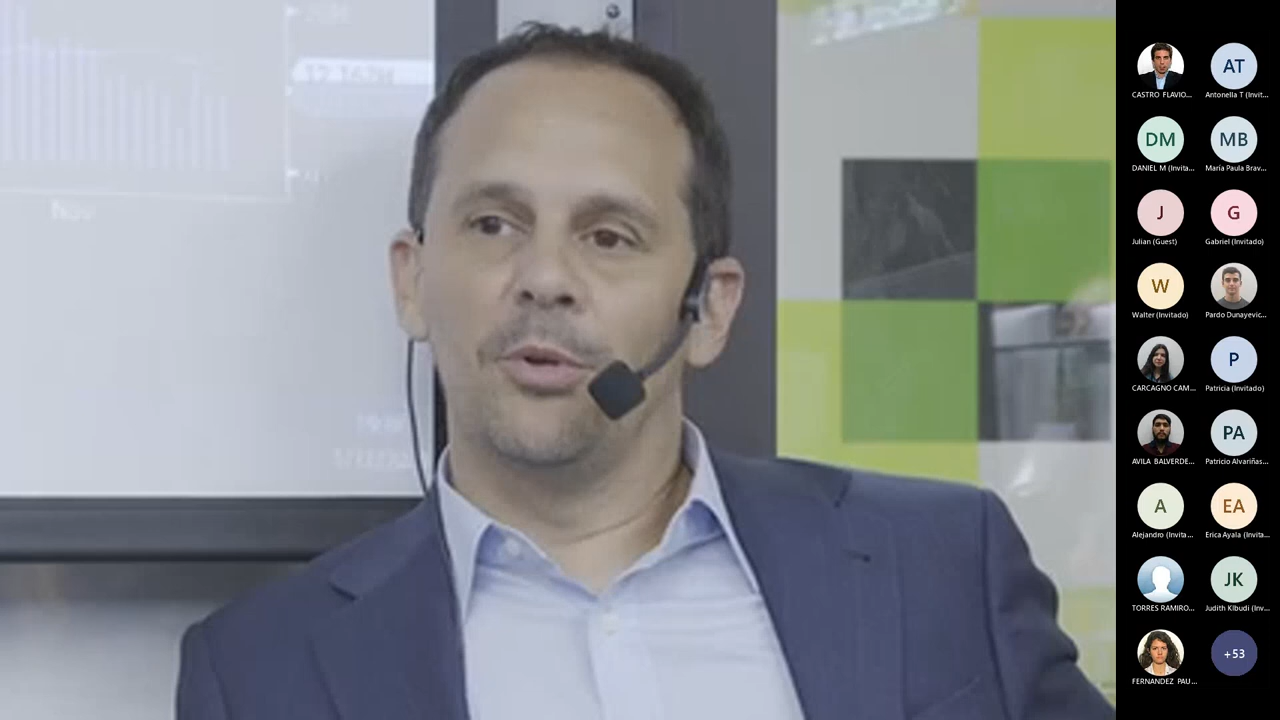 CASTRO FLAVIO...
AT
Antonella T (Invit...
DM
DANIEL M (Invita...
MB
María Paula Brav...
J
Julian (Guest)
G
Gabriel (Invitado)
W
Walter (Invitado)
Pardo Dunayevic...
CARCAGNO CAM...
P
Patricia (Invitado)
AVILA BALVERDE...
PA
Patricio Alvariñas...
A
Alejandro (Invita...
EA
Erica Ayala (Invita...
TORRES RAMIRO...
JK
Judith Klbudi (Inv...
FERNANDEZ PAU...
+53